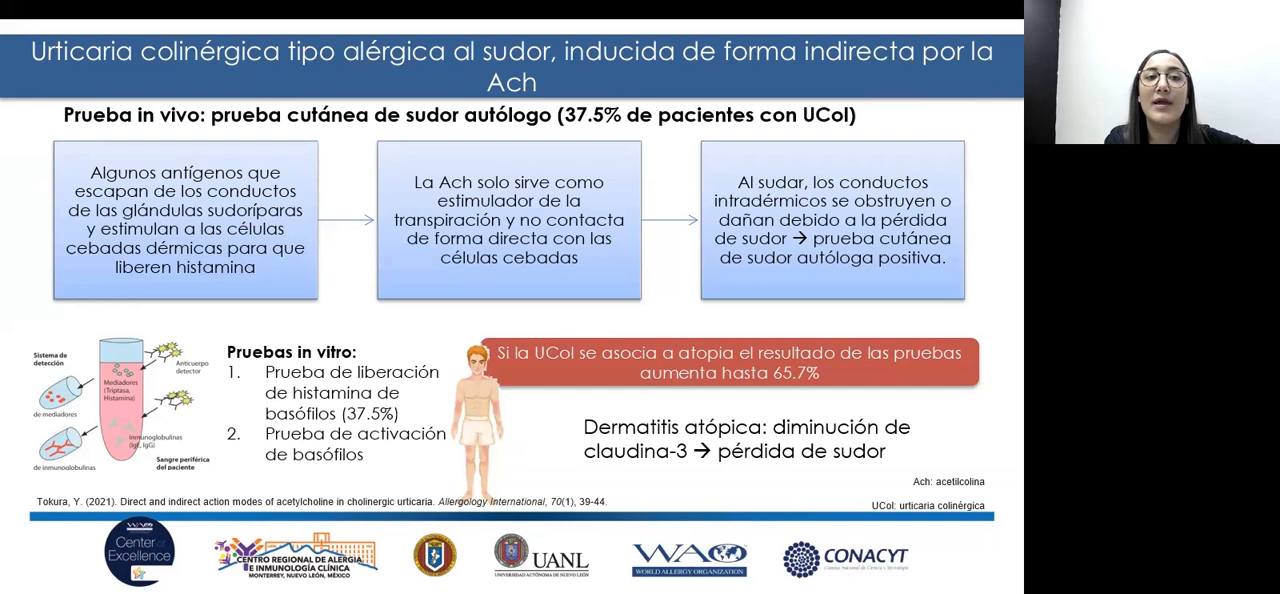 Urticaria colinérgica tipo alérgica al sudor, inducida de forma indirecta por la
Ach
Prueba in vivo: prueba cutánea de sudor autólogo (37.5% de pacientes con UCol)
Algunos antígenos que
escapan de los conductos
de las glándulas sudoríparas
y estimulan a las células
cebadas dérmicas para que
liberen histamina
La Ach solo sirve como
estimulador de la
transpiración y no contacta
de forma directa con las
células cebadas
Al sudar, los conductos
intradérmicos se obstruyen o
dañan debido a la pérdida
de sudor → prueba cutánea
de sudor autóloga positiva.
Sistema de
detección
Anticuerpo
detector
Mediadores
(Triptasa,
Histamina)
de mediadores
Inmunoglobulinas
(IgE, IgG)
de inmunoglobulinas
Sangre periférica
del paciente
Pruebas in vitro:
1. Prueba de liberación
de histamina de
basófilos (37.5%)
2. Prueba de activación
de basófilos
Si la UCol se asocia a atopia el resultado de las pruebas
aumenta hasta 65.7%
Dermatitis atópica: diminución de
claudina-3 → pérdida de sudor
Ach: acetilcolina
UCol: urticaria colinérgica
Tokura, Y. (2021). Direct and indirect action modes of acetylcholine in cholinergic urticaria. Allergology International, 70(1), 39-44.
WAO
Center of
Excellence
CENTRO REGIONAL DE ALERGIA
E INMUNOLOGÍA CLÍNICA
MONTERREY, NUEVO LEÓN, MÉXICO
UANL
UNIVERSIDAD AUTÓNOMA DE NUEVO LEÓN
WAO
WORLD ALLERGY ORGANIZATION
CONACYT
Consejo Nacional de Ciencia y Tecnología